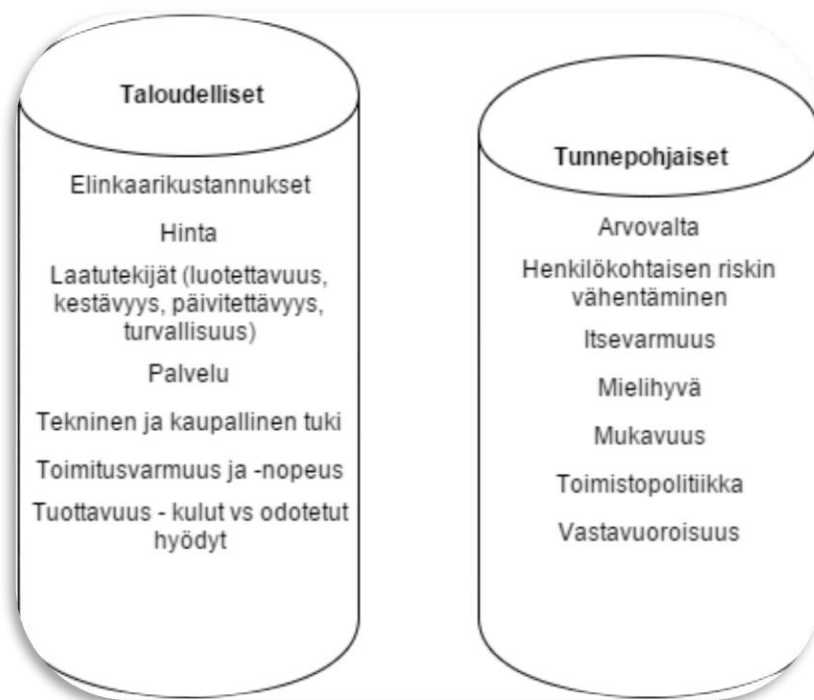 Taloudelliset
Elinkaarikustannukset
Hinta
Laatutekijät (luotettavuus,
kestävyys, päivitettävyys,
turvallisuus)
Palvelu
Tekninen ja kaupallinen tuki
Toimitusvarmuus ja -nopeus
Tuottavuus - kulut vs odotetut
hyödyt
Tunnepohjaiset
Arvovalta
Henkilökohtaisen riskin
vähentäminen
Itsevarmuus
Mielihyvä
Mukavuus
Toimistopolitiikka
Vastavuoroisuus